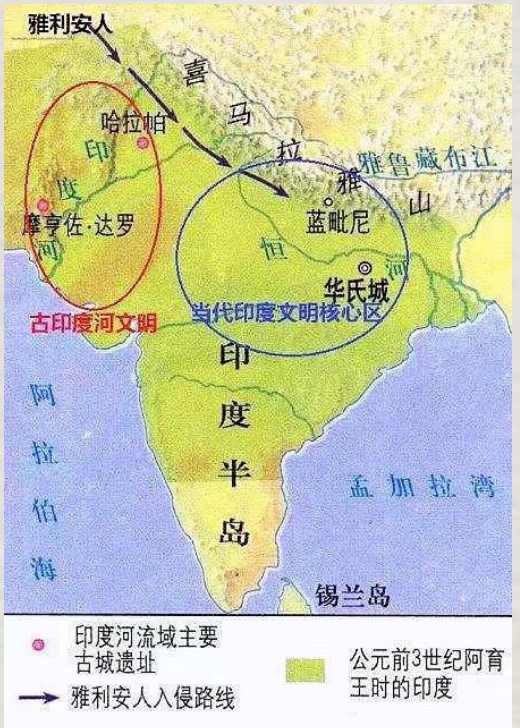 雅利安人
喜马拉雅山
哈拉帕
印度河
雅鲁藏布江
摩亨佐·达罗
蓝毗尼
恒河
华氏城
古印度河文明
当代印度文明核心区
印度半岛
阿拉伯海
孟加拉湾
锡兰岛
印度河流域主要
古城遗址
雅利安人入侵路线
公元前3世纪阿育
王时的印度